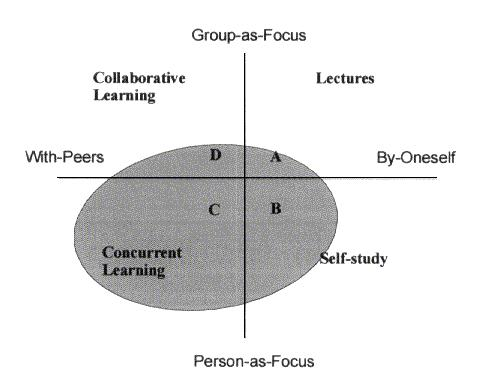 Group-as-Focus
Collaborative
Learning
Lectures
With-Peers
D
A
By-Oneself
C
B
Concurrent
Learning
Self-study
Person-as-Focus